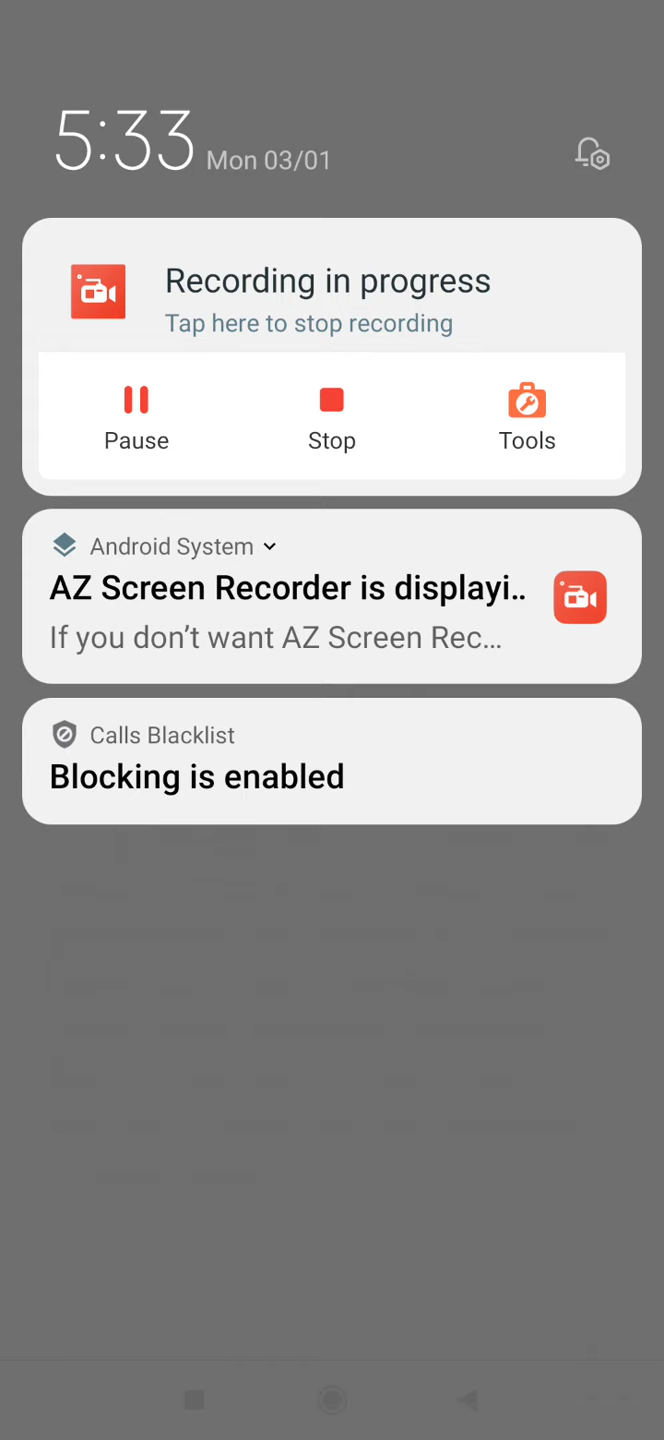 5:33 Mon 03/01
Recording in progress
Tap here to stop recording
Pause Stop Tools
Android System
AZ Screen Recorder is displayi..
If you don’t want AZ Screen Rec...
Calls Blacklist
Blocking is enabled